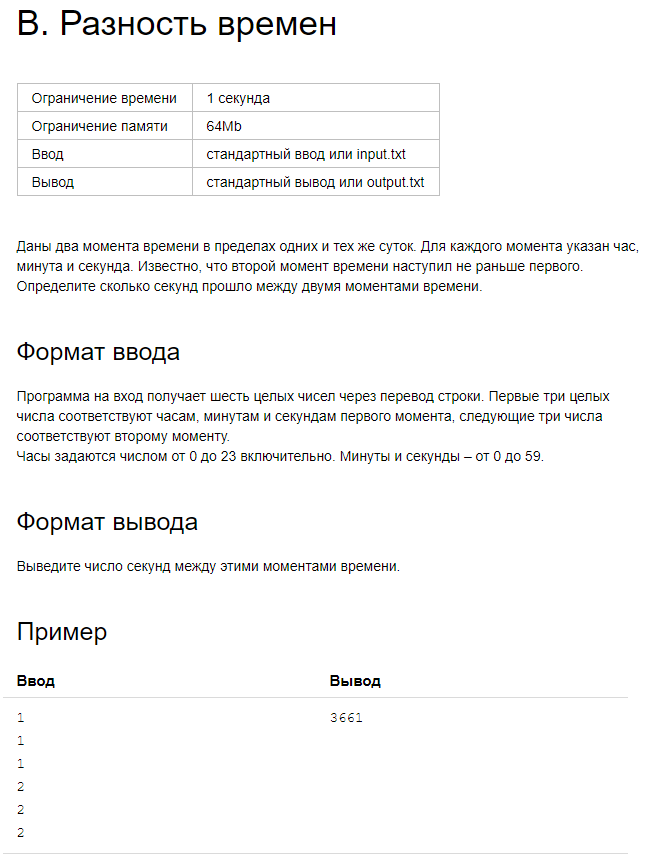 В. Разность времен
Ограничение времени 1 секунда
Ограничение памяти 64Mb
Ввод стандартный ввод или input.txt
Вывод стандартный вывод или output.txt
Даны два момента времени в пределах одних и тех же суток. Для каждого момента указан час,
минута и секунда. Известно, что второй момент времени наступил не раньше первого.
Определите сколько секунд прошло между двумя моментами времени.
Формат ввода
Программа на вход получает шесть целых чисел через перевод строки. Первые три целых
числа соответствуют часам, минутам и секундам первого момента, следующие три числа
соответствуют второму моменту.
Часы задаются числом от 0 до 23 включительно. Минуты и секунды – от 0 до 59.
Формат вывода
Выведите число секунд между этими моментами времени.
Пример
Ввод Вывод
1 3661
1
1
2
2
2